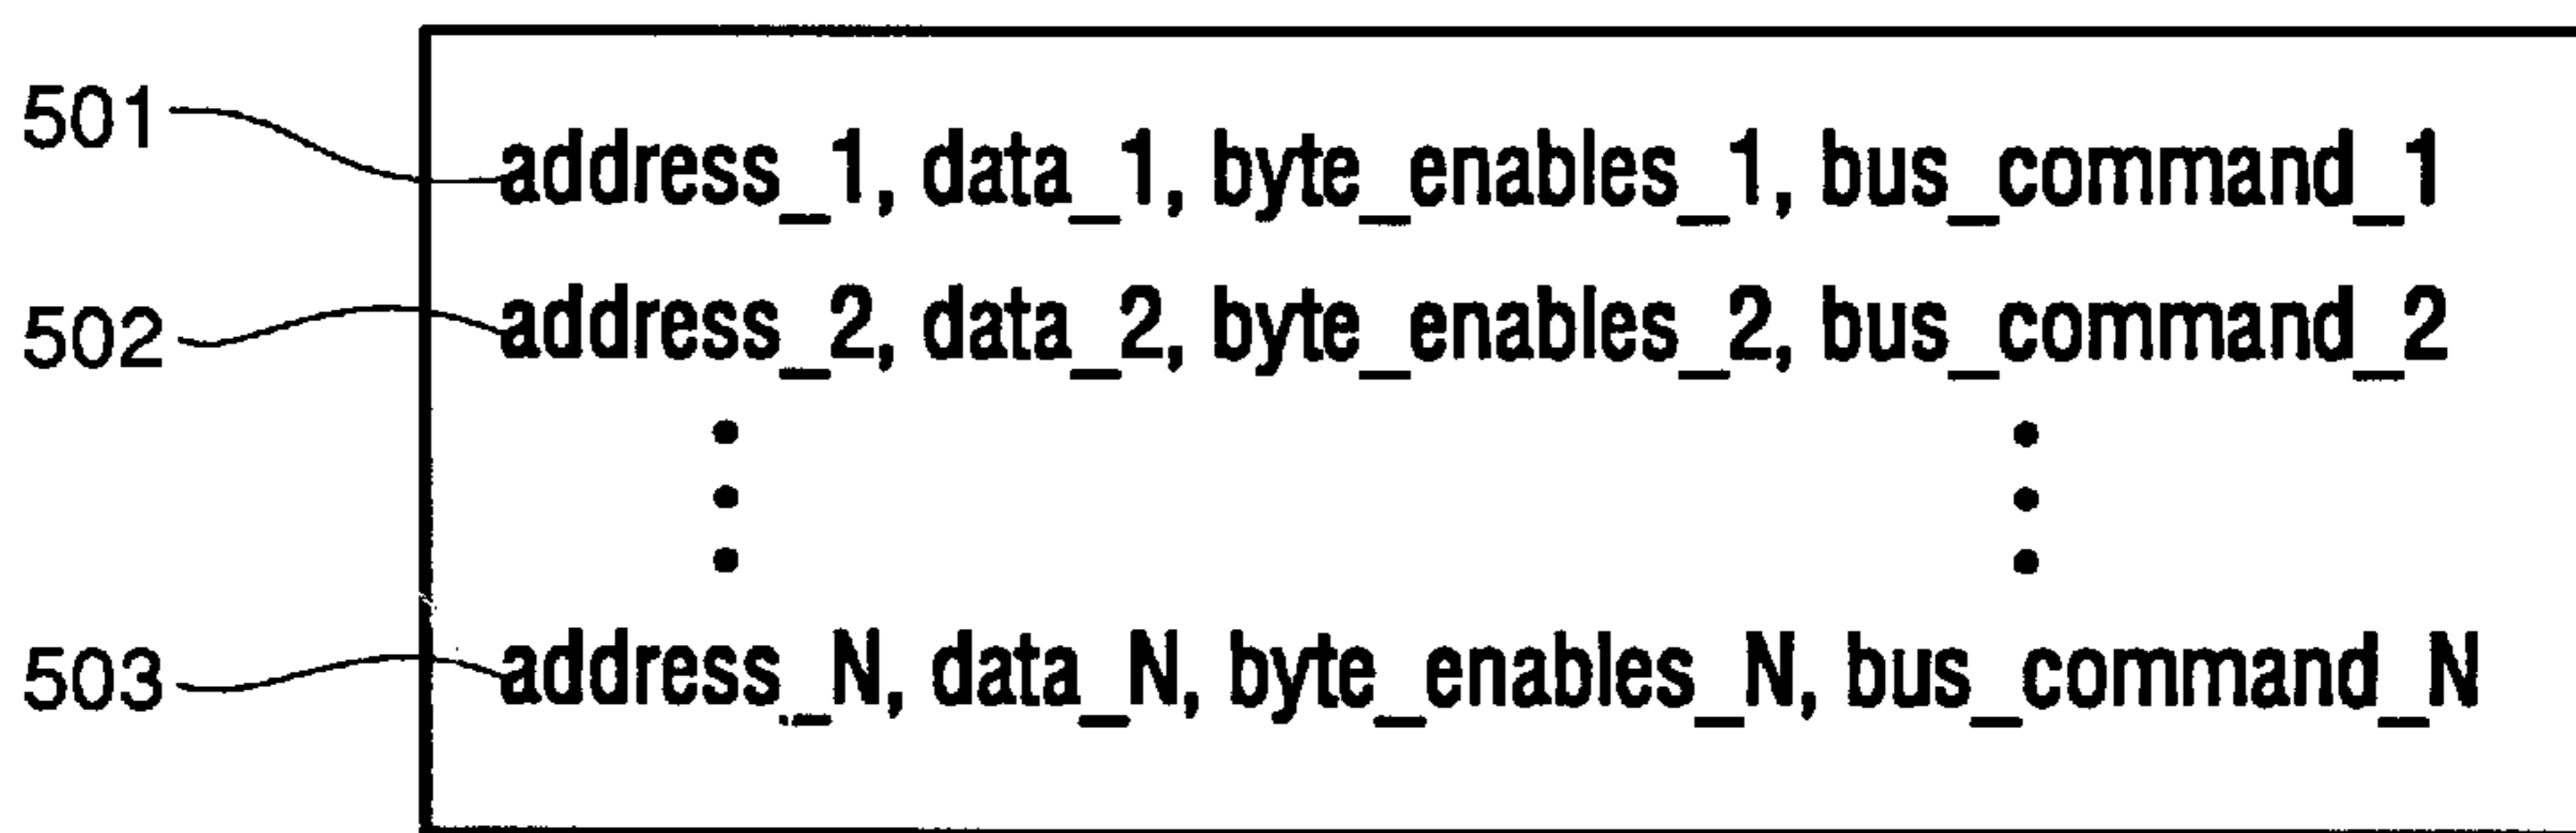 501 address_1, data_1, byte_enables_1, bus_command_1
502 address_2, data_2, byte_enables_2, bus_command_2
503 address_N, data_N, byte_enables_N, bus_command_N